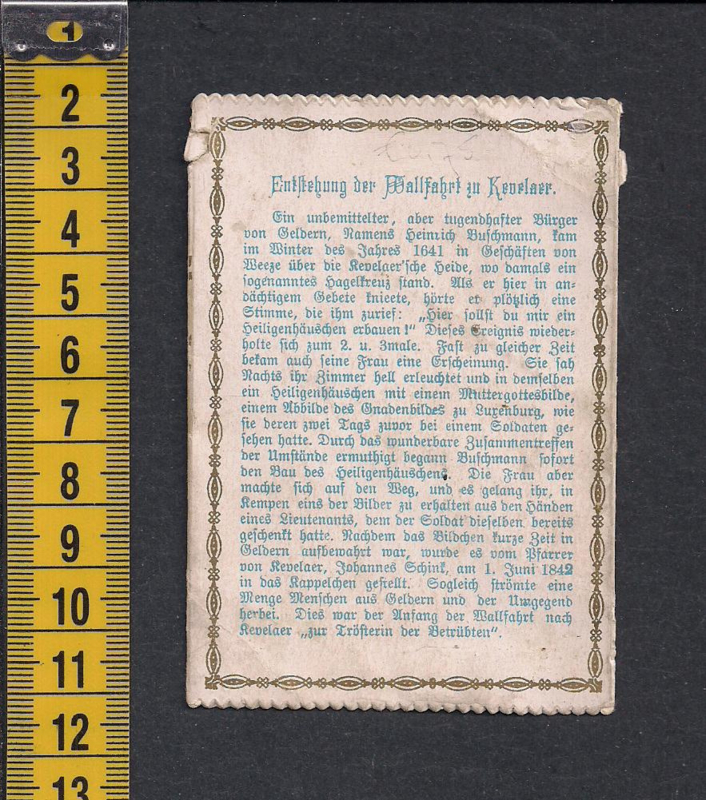 1
2
3
4
5
6
7
8
9
10
11
12
13
Entstehung der Wallfahrt zu Kevelaer.
Ein unbemittelter, aber tugendhafter Bürger
von Geldern, Namens Heinrich Buschmann, kam
im Winter des Jahres 1641 in Geschäften von
Weeze über die Kevelaer'sche Heide, wo damals ein
sogenanntes Hagelkreuz stand. Als er hier in an-
dächtigem Gebete knieete, hörte er plötzlich eine
Stimme, die ihm zurief: „Hier sollst du mir ein
Heiligenhäuschen erbauen!" Dieses Ereignis wieder-
holte sich zum 2. u. 3male. Fast zu gleicher Zeit
bekam auch seine Frau eine Erscheinung. Sie sah
Nachts ihr Zimmer hell erleuchtet und in demselben
ein Heiligenhäuschen mit einem Muttergottesbilde,
einem Abbilde des Gnadenbildes zu Luxenburg, wie
sie deren zwei Tags zuvor bei einem Soldaten ge-
sehen hatte. Durch das wunderbare Zusammentreffen
der Umstände ermuthigt begann Buschmann sofort
den Bau des Heiligenhäuschens. Die Frau aber
machte sich auf den Weg, und es gelang ihr, in
Kempen eins der Bilder zu erhalten aus den Händen
eines Lieutenants, dem der Soldat dieselben bereits
geschenkt hatte. Nachdem das Bildchen kurze Zeit in
Geldern aufbewahrt war, wurde es vom Pfarrer
von Kevelaer, Johannes Schink, am 1. Juni 1842
in das Kappelchen gestellt. Sogleich strömte eine
Menge Menschen aus Geldern und der Umgegend
herbei. Dies war der Anfang der Wallfahrt nach
Kevelaer „zur Trösterin der Betrübten".